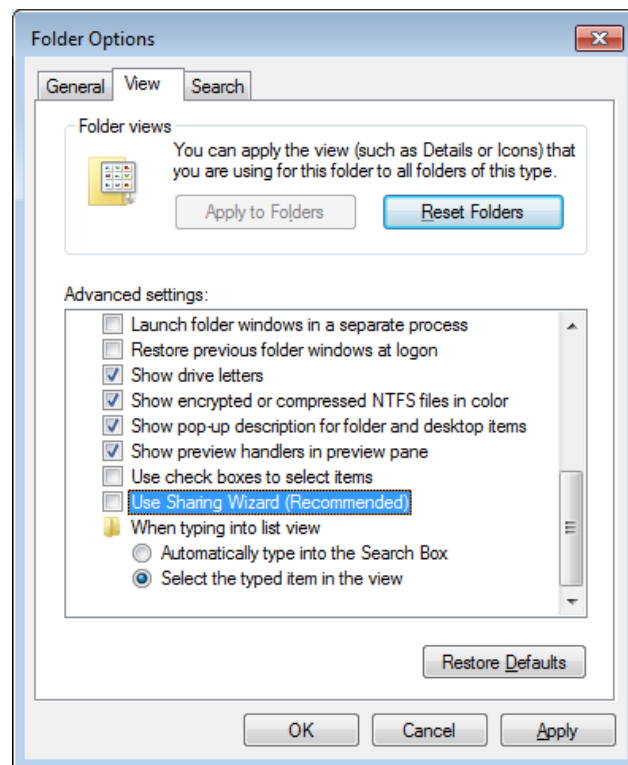 Folder Options
General
View
Search
Folder views
You can apply the view (such as Details or Icons) that
you are using for this folder to all folders of this type.
Apply to Folders
Reset Folders
Advanced settings:
Launch folder windows in a separate process
Restore previous folder windows at logon
Show drive letters
Show encrypted or compressed NTFS files in color
Show pop-up description for folder and desktop items
Show preview handlers in preview pane
Use check boxes to select items
Use Sharing Wizard (Recommended)
When typing into list view
Automatically type into the Search Box
Select the typed item in the view
Restore Defaults
OK
Cancel
Apply